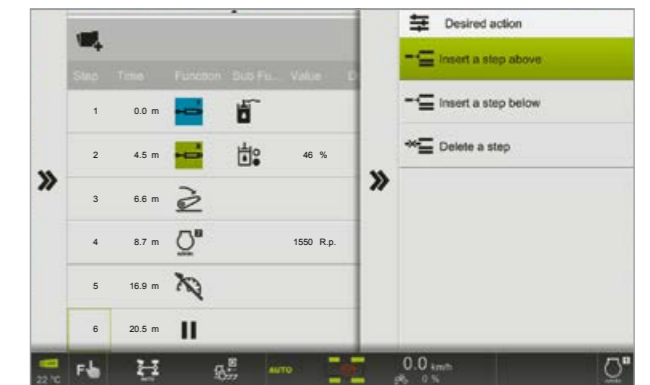 Desired action
Step Time Function Sub Fu... Value D
Insert a step above
1 0.0 m
Insert a step below
2 4.5 m 46 %
Delete a step
3 6.6 m
4 8.7 m 1550 R.p.
5 16.9 m
6 20.5 m
22 °C F AUTO 0.0 km/h
0 %